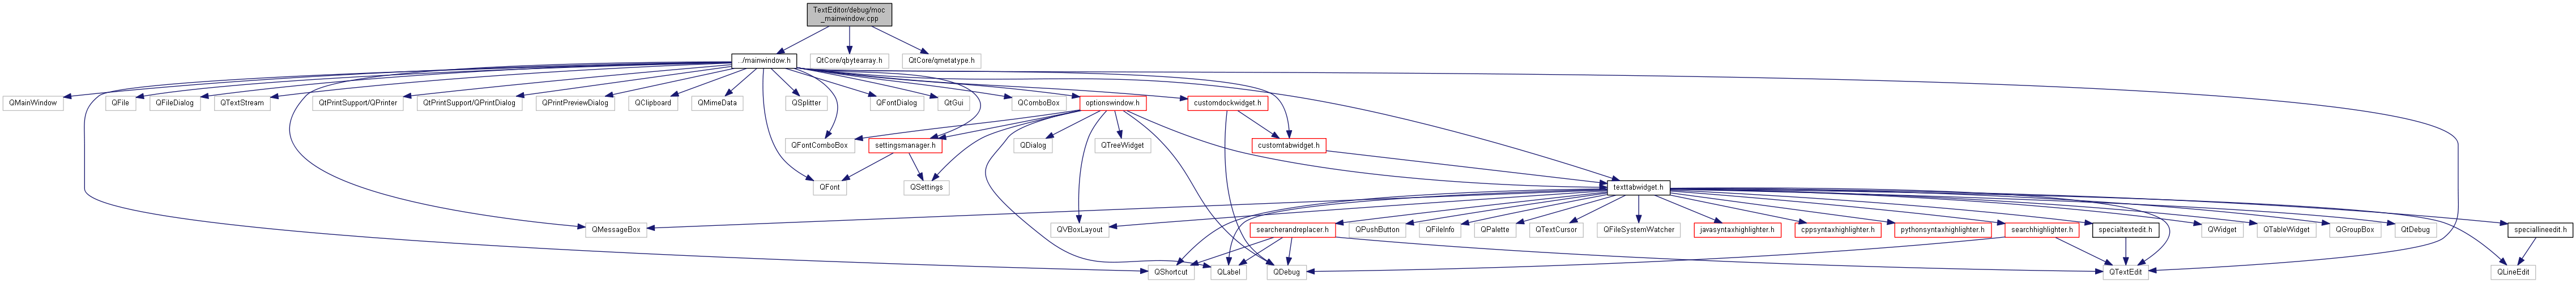 TextEditor/debug/moc
_mainwindow.cpp
../mainwindow.h
QtCore/qbytearray.h
QtCore/qmetatype.h
QMainWindow
QFile
QFileDialog
QTextStream
QtPrintSupport/QPrinter
QtPrintSupport/QPrintDialog
QPrintPreviewDialog
QClipboard
QMimeData
QSplitter
QFontDialog
QtGui
QComboBox
optionswindow.h
customdockwidget.h
QFontComboBox
settingsmanager.h
QDialog
QTreeWidget
customtabwidget.h
QFont
QSettings
texttabwidget.h
QMessageBox
QVBoxLayout
searcherandreplacer.h
QPushButton
QFileInfo
QPalette
QTextCursor
QFileSystemWatcher
javasyntaxhighlighter.h
cppsyntaxhighlighter.h
pythonsyntaxhighlighter.h
searchhighlighter.h
specialtextedit.h
QWidget
QTableWidget
QGroupBox
QtDebug
speciallineedit.h
QShortcut
QLabel
QDebug
QTextEdit
QLineEdit